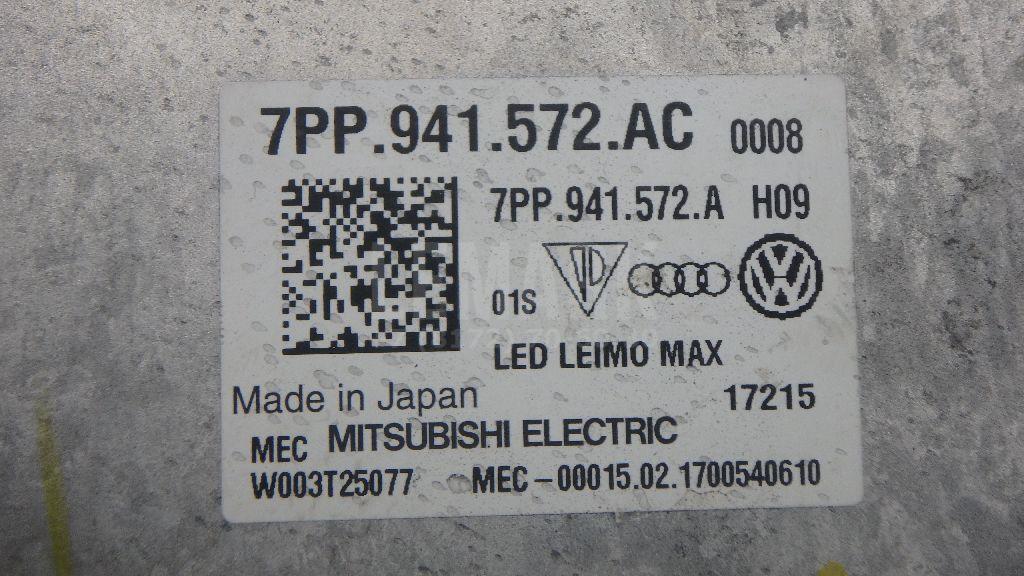 7PP.941.572.AC 0008
7PP.941.572.A H09
01S
LED LEIMO MAX
Made in Japan 17215
MEC MITSUBISHI ELECTRIC
W003T25077 MEC-00015.02.1700540610